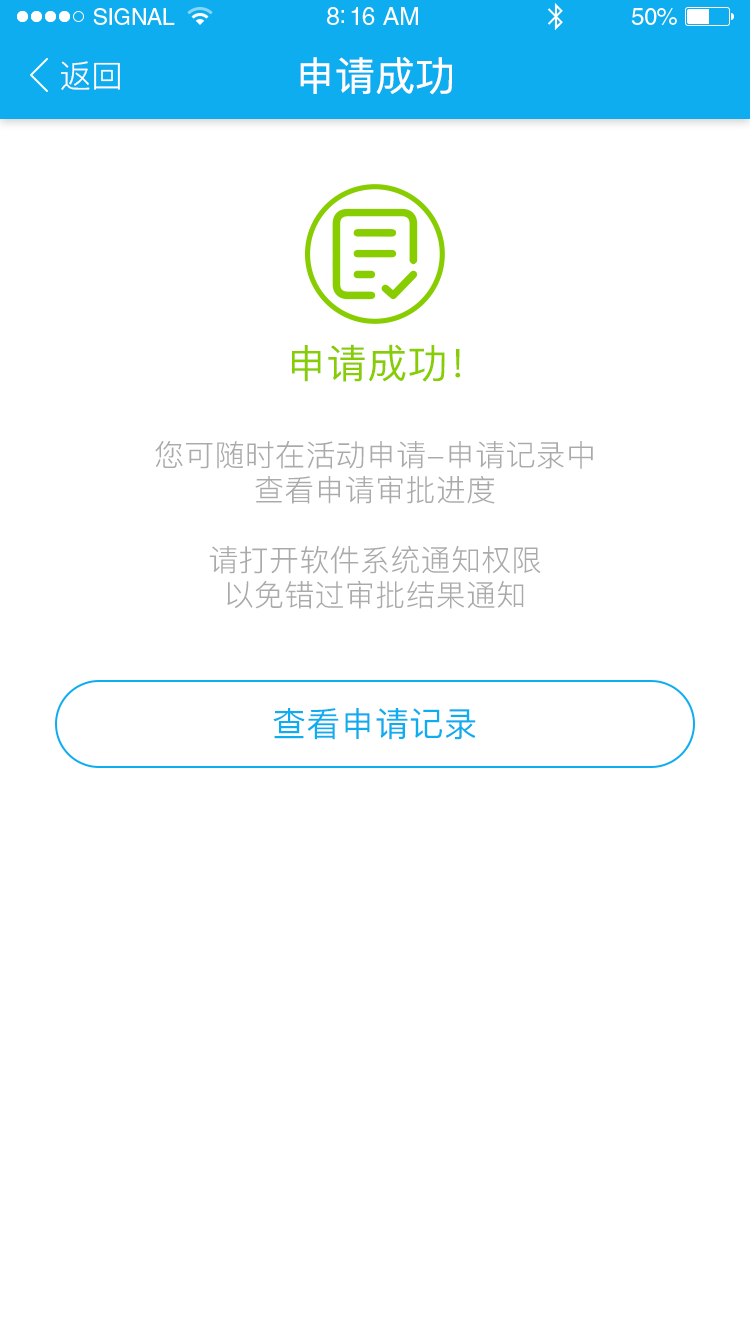 SIGNAL 8:16 AM 50%
返回 申请成功
申请成功!
您可随时在活动申请-申请记录中
查看申请审批进度
请打开软件系统通知权限
以免错过审批结果通知
查看申请记录